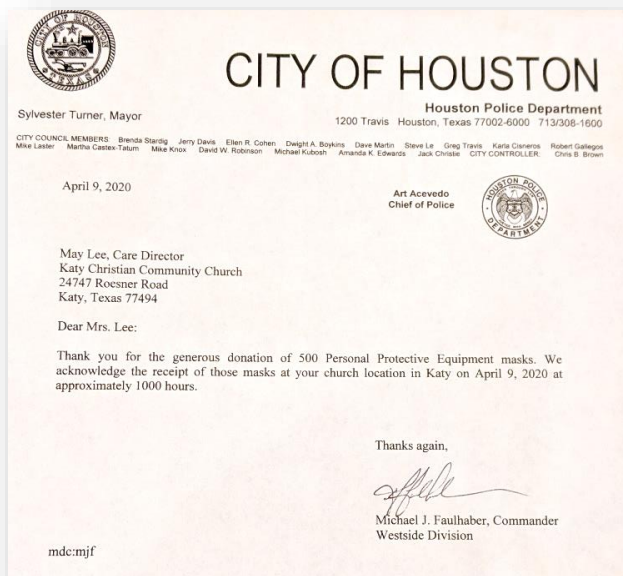 CITY OF HOUSTON
TEXAS
CITY OF HOUSTON
Houston Police Department
Sylvester Turner, Mayor
1200 Travis Houston, Texas 77002-6000 713/308-1600
CITY COUNCIL MEMBERS: Brenda Stardig Jerry Davis Ellen R. Cohen Dwight A. Boykins Dave Martin Steve Le Greg Travis Karla Cisneros Robert Gallegos
Mike Laster Martha Castex-Tatum Mike Knox David W. Robinson Michael Kubosh Amanda K. Edwards Jack Christie CITY CONTROLLER: Chris B. Brown
April 9, 2020
Art Acevedo
Chief of Police
HOUSTON POLICE
DEPARTMENT
May Lee, Care Director
Katy Christian Community Church
24747 Roesner Road
Katy, Texas 77494
Dear Mrs. Lee:
Thank you for the generous donation of 500 Personal Protective Equipment masks. We
acknowledge the receipt of those masks at your church location in Katy on April 9, 2020 at
approximately 1000 hours.
Thanks again,
Michael J. Faulhaber, Commander
Westside Division
mdc:mjf